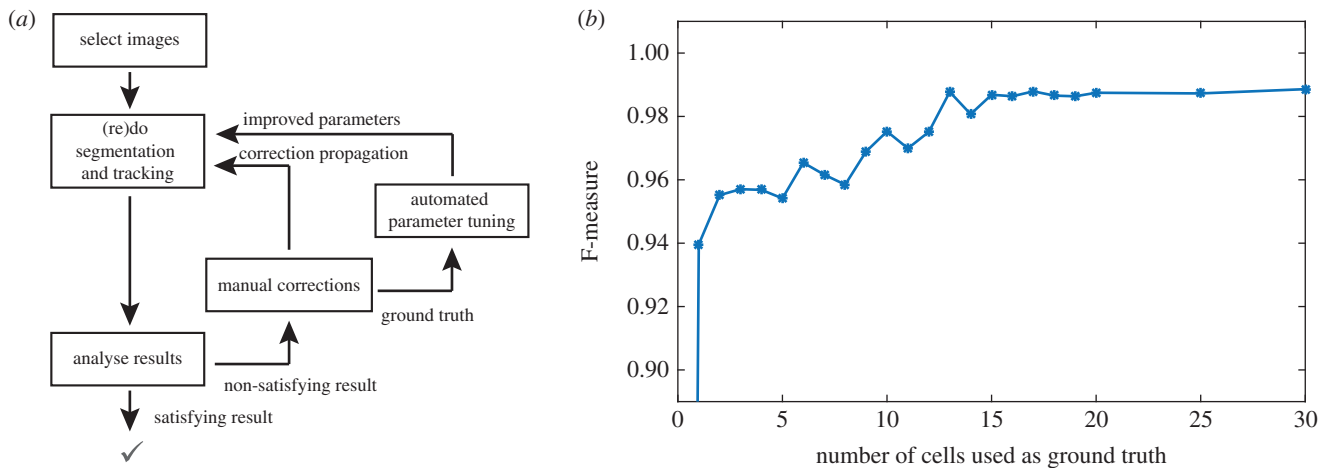 (a)
select images
(re)do
segmentation
and tracking
improved parameters
correction propagation
automated
parameter tuning
manual corrections
ground truth
analyse results
non-satisfying result
satisfying result
✓
(b)
1.00
0.98
0.96
0.94
0.92
0.90
F-measure
0 5 10 15 20 25 30
number of cells used as ground truth